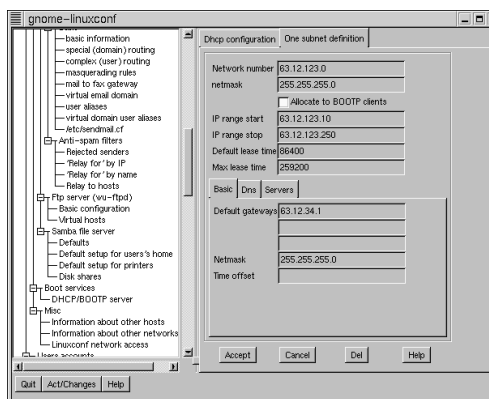 gnome-linuxconf
basic information
special (domain) routing
complex (user) routing
masquerading rules
mail to fax gateway
virtual email domain
user aliases
virtual domain user aliases
/etc/sendmail.cf
Anti-spam filters
Rejected senders
'Relay for' by IP
'Relay for' by name
Relay to hosts
Ftp server (wu-ftpd)
Basic configuration
Virtual hosts
Samba file server
Defaults
Default setup for users's home
Default setup for printers
Disk shares
Boot services
DHCP/BOOTP server
Misc
Information about other hosts
Information about other networks
Linuxconf network access
Users accounts
Quit Act/Changes Help
Dhcp configuration One subnet definition
Network number 63.12.123.0
netmask 255.255.255.0
Allocate to BOOTP clients
IP range start 63.12.123.10
IP range stop 63.12.123.250
Default lease time 86400
Max lease time 259200
Basic Dns Servers
Default gateways 63.12.34.1
Netmask 255.255.255.0
Time offset
Accept Cancel Del Help